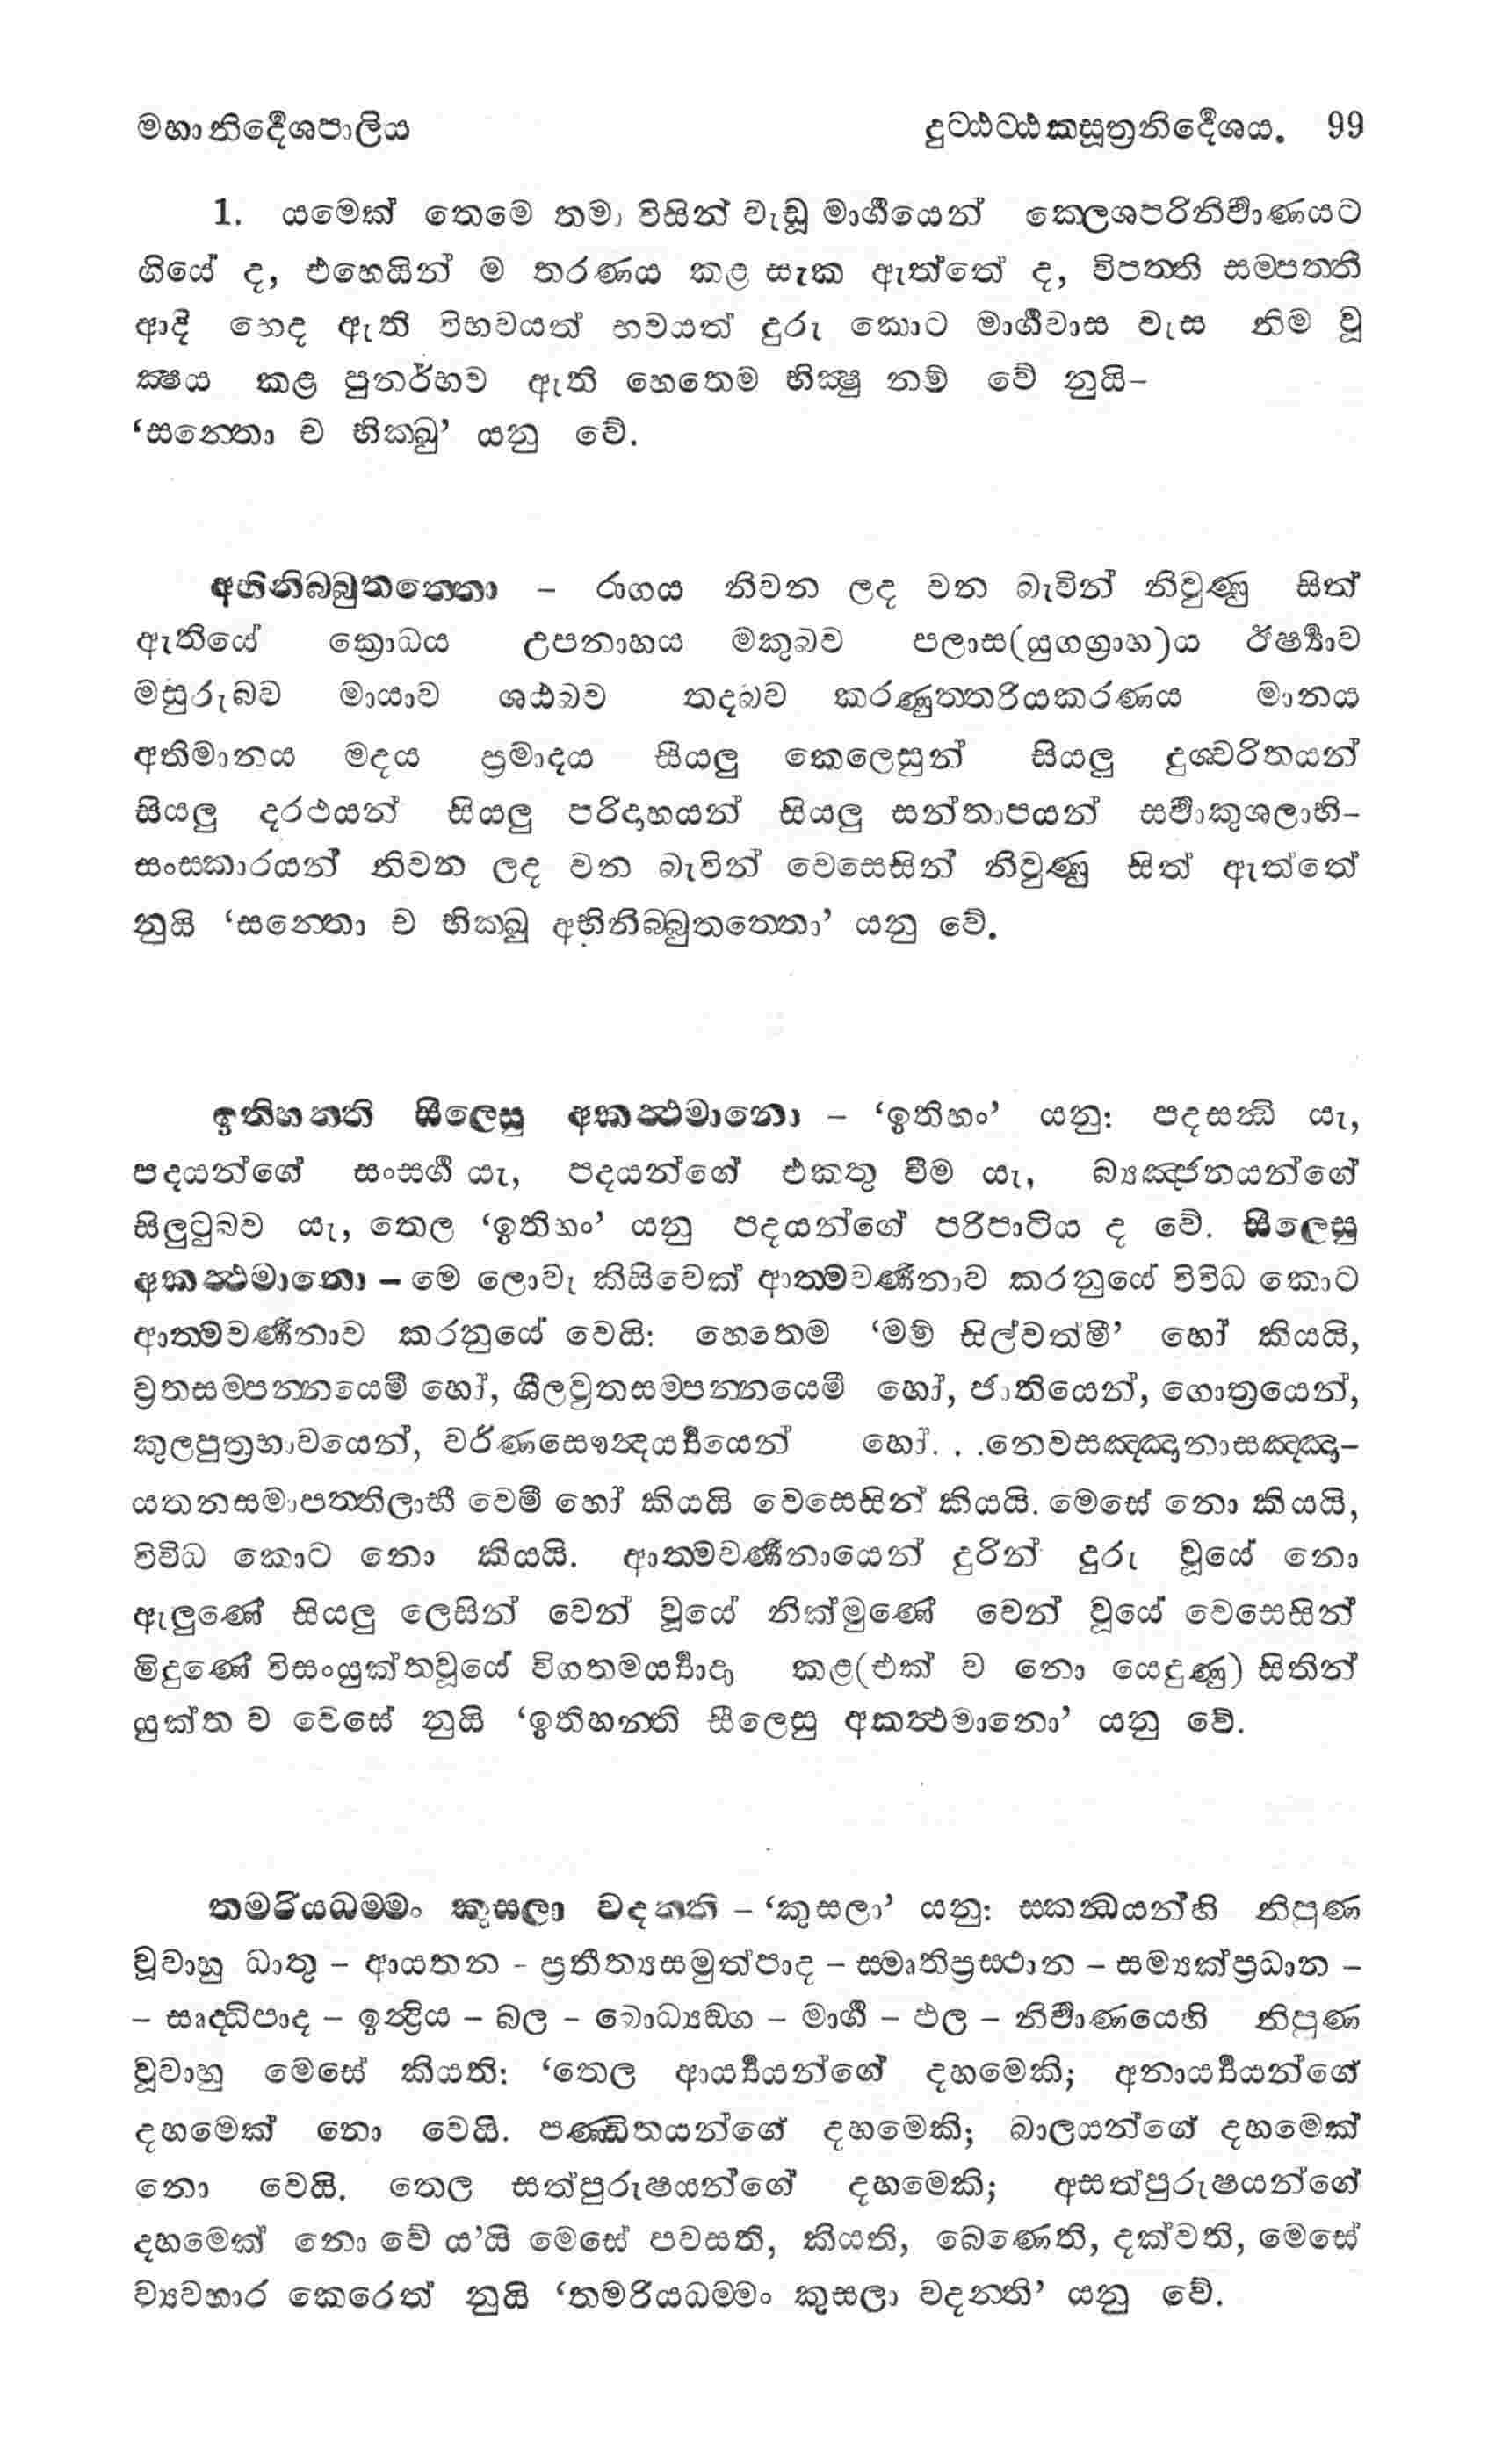 මහානිර්‍දේශපාලිය දුට්ඨට්ඨකසූත්‍රනිර්‍දේශය. 99
1. යමෙක් තෙමෙ තමා විසින් වැඩූ මාර්‍ගයෙන් ක්ලෙශපරිනිර්‍වාණයට
ගියේ ද, එහෙයින් ම තරණය කළ සැක ඇත්තේ ද, විපත්ති සම්පත්ති
ආදි භෙද ඇති විභවයත් භවයත් දුරු කොට මාර්‍ගවාස වැස නිම වූ
ක්‍ෂය කළ පුනර්භව ඇති හෙතෙම භික්‍ෂු නම් වේ නුයි-
‘සන්තො ච භික්ඛු’ යනු වේ.
අභිනිබ්බුතත්තො – රාගය නිවන ලද වන බැවින් නිවුණු සිත්
ඇතියේ ක්‍රොධය උපනාහය මකුබව පලාස(යුගග්‍රාහ)ය ඊර්‍ෂ්‍යාව
මසුරුබව මායාව ශඨබව තදබව කරණුත්තරියකරණය මානය
අතිමානය මදය ප්‍රමාදය සියලු කෙලෙසුන් සියලු දුශ්චරිතයන්
සියලු දරථයන් සියලු පරිදාහයන් සියලු සන්තාපයන් සර්‍වාකුශලාභි-
සංස්කාරයන් නිවන ලද වන බැවින් වෙසෙසින් නිවුණු සිත් ඇත්තේ
නුයි ‘සන්තො ච භික්ඛු අභිනිබ්බුතත්තො’ යනු වේ.
ඉතිහන්ති සීලෙසු අකත්ථමානො – ‘ඉතිහං’ යනු: පදසන්ධි යැ,
පදයන්ගේ සංසර්‍ග යැ, පදයන්ගේ එකතු වීම යැ, ව්‍යඤ්ජනයන්ගේ
සිලුටුබව යැ, තෙල ‘ඉතිහං’ යනු පදයන්ගේ පරිපාටිය ද වේ. සීලෙසු
අකත්ථමානො – මෙ ලොවැ කිසිවෙක් ආත්මවර්‍ණනාව කරනුයේ විවිධ කොට
ආත්මවර්‍ණනාව කරනුයේ වෙයි: හෙතෙම ‘මම් සිල්වත්මි’ හෝ කියයි,
ව්‍රතසම්පන්නයෙමි හෝ, ශීලව්‍රතසම්පන්නයෙමි හෝ, ජාතියෙන්, ගොත්‍රයෙන්,
කුලපුත්‍රභාවයෙන්, වර්ණසෞන්දර්‍ය්‍යයෙන් හෝ. . .නෙවසඤ්ඤානාසඤ්ඤා-
යතනසමාපත්තිලාභී වෙමි හෝ කියයි වෙසෙසින් කියයි. මෙසේ නො කියයි,
විවිධ කොට නො කියයි. ආත්මවර්‍ණනායෙන් දුරින් දුරු වූයේ නො
ඇලුණේ සියලු ලෙසින් වෙන් වූයේ නික්මුණේ වෙන් වූයේ වෙසෙසින්
මිදුණේ විසංයුක්තවූයේ විගතමර්‍ය්‍යාදා කළ(එක් ව නො යෙදුණු) සිතින්
යුක්ත ව වෙසේ නුයි ‘ඉතිහන්ති සීලෙසු අකත්ථමානො’ යනු වේ.
තමරියධම්මං කුසලා වදන්ති – ‘කුසලා’ යනු: ස්කන්ධයන්හි නිපුණ
වූවාහු ධාතු – ආයතන – ප්‍රතීත්‍යසමුත්පාද – ස්මෘතිප්‍රස්ථාන – සම්‍යක්ප්‍රධාන –
– ඍද්ධිපාද – ඉන්ද්‍රිය – බල – බොධ්‍යඞ්ග – මාර්‍ග – ඵල – නිර්‍වාණයෙහි නිපුණ
වූවාහු මෙසේ කියති: ‘තෙල ආර්‍ය්‍යයන්ගේ දහමෙකි; අනාර්‍ය්‍යයන්ගේ
දහමෙක් නො වෙයි. පණ්ඩිතයන්ගේ දහමෙකි; බාලයන්ගේ දහමෙක්
නො වෙයි. තෙල සත්පුරුෂයන්ගේ දහමෙකි; අසත්පුරුෂයන්ගේ
දහමෙක් නො වේ ය’යි මෙසේ පවසති, කියති, බෙණෙති, දක්වති, මෙසේ
ව්‍යවහාර කෙරෙත් නුයි ‘තමරියධම්මං කුසලා වදන්ති’ යනු වේ.